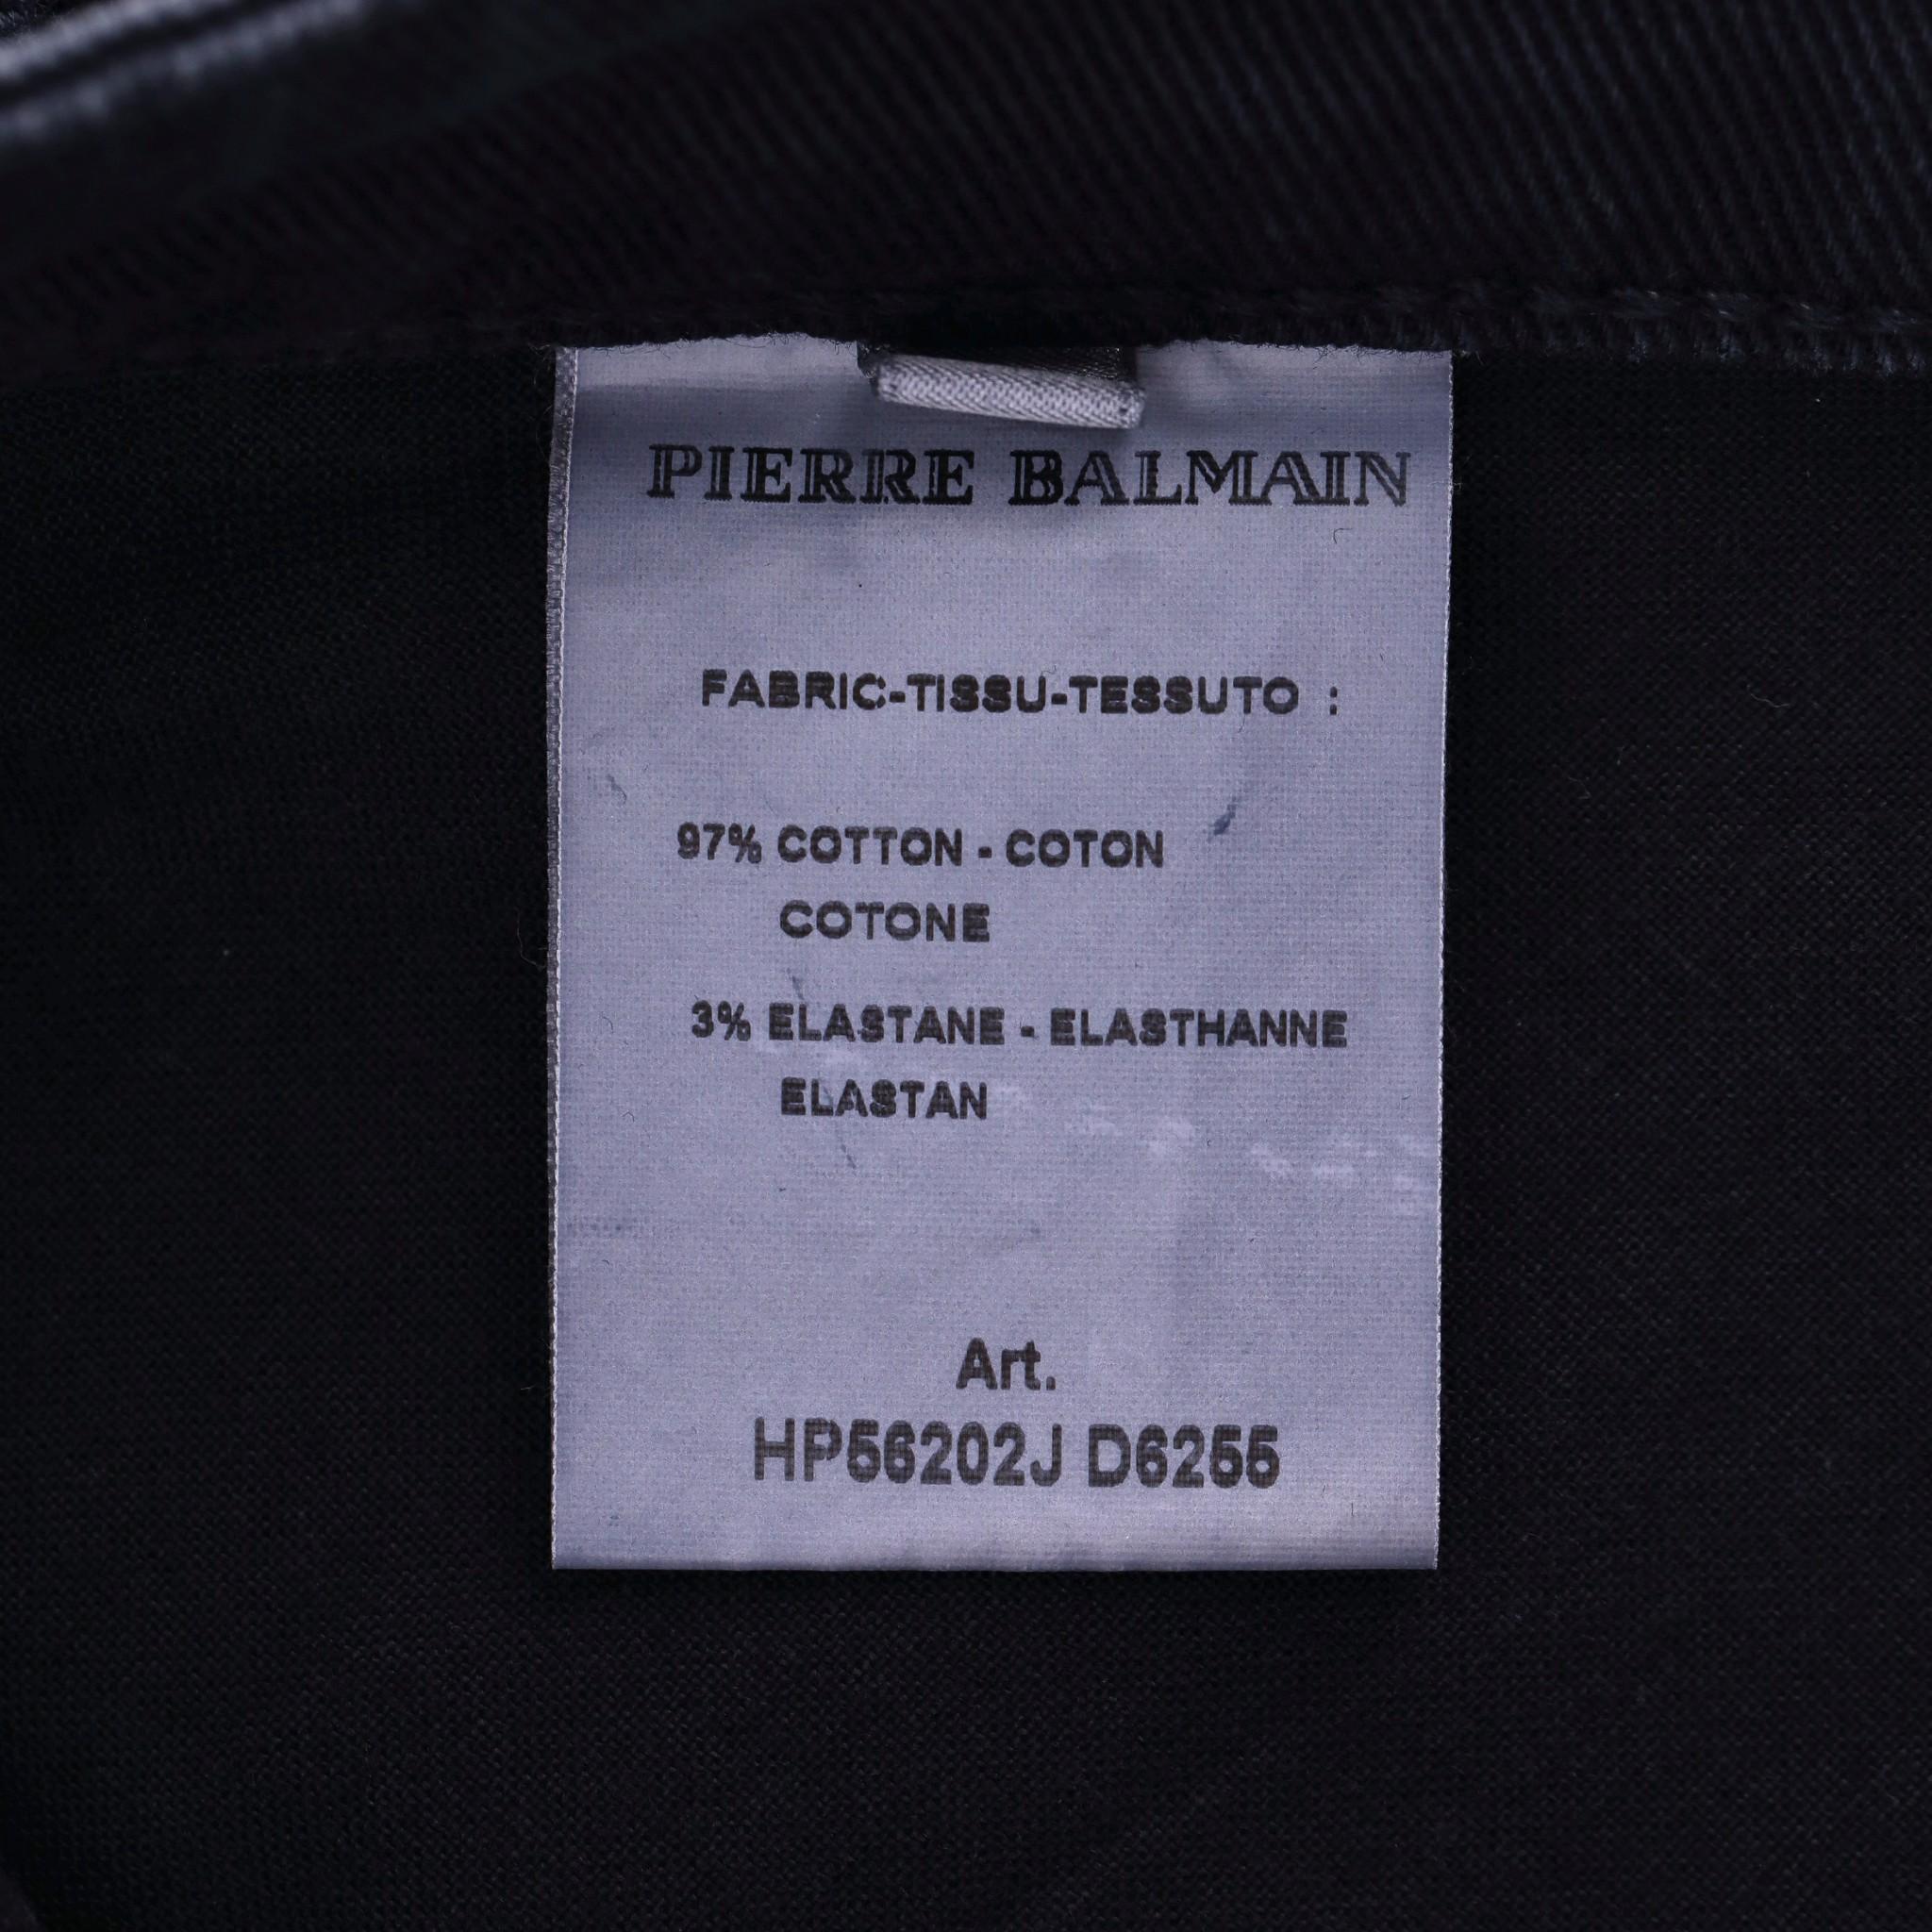 PIERRE BALMAIN
FABRIC-TISSU-TESSUTO :
97% COTTON - COTON
COTONE
3% ELASTANE - ELASTHANNE
ELASTAN
Art.
HP56202J D6255